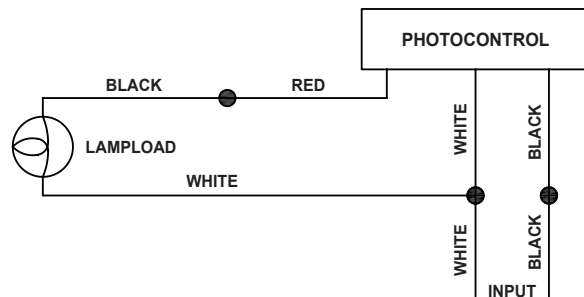 PHOTOCONTROL
BLACK
RED
LAMPLOAD
WHITE
WHITE
BLACK
WHITE
BLACK
INPUT